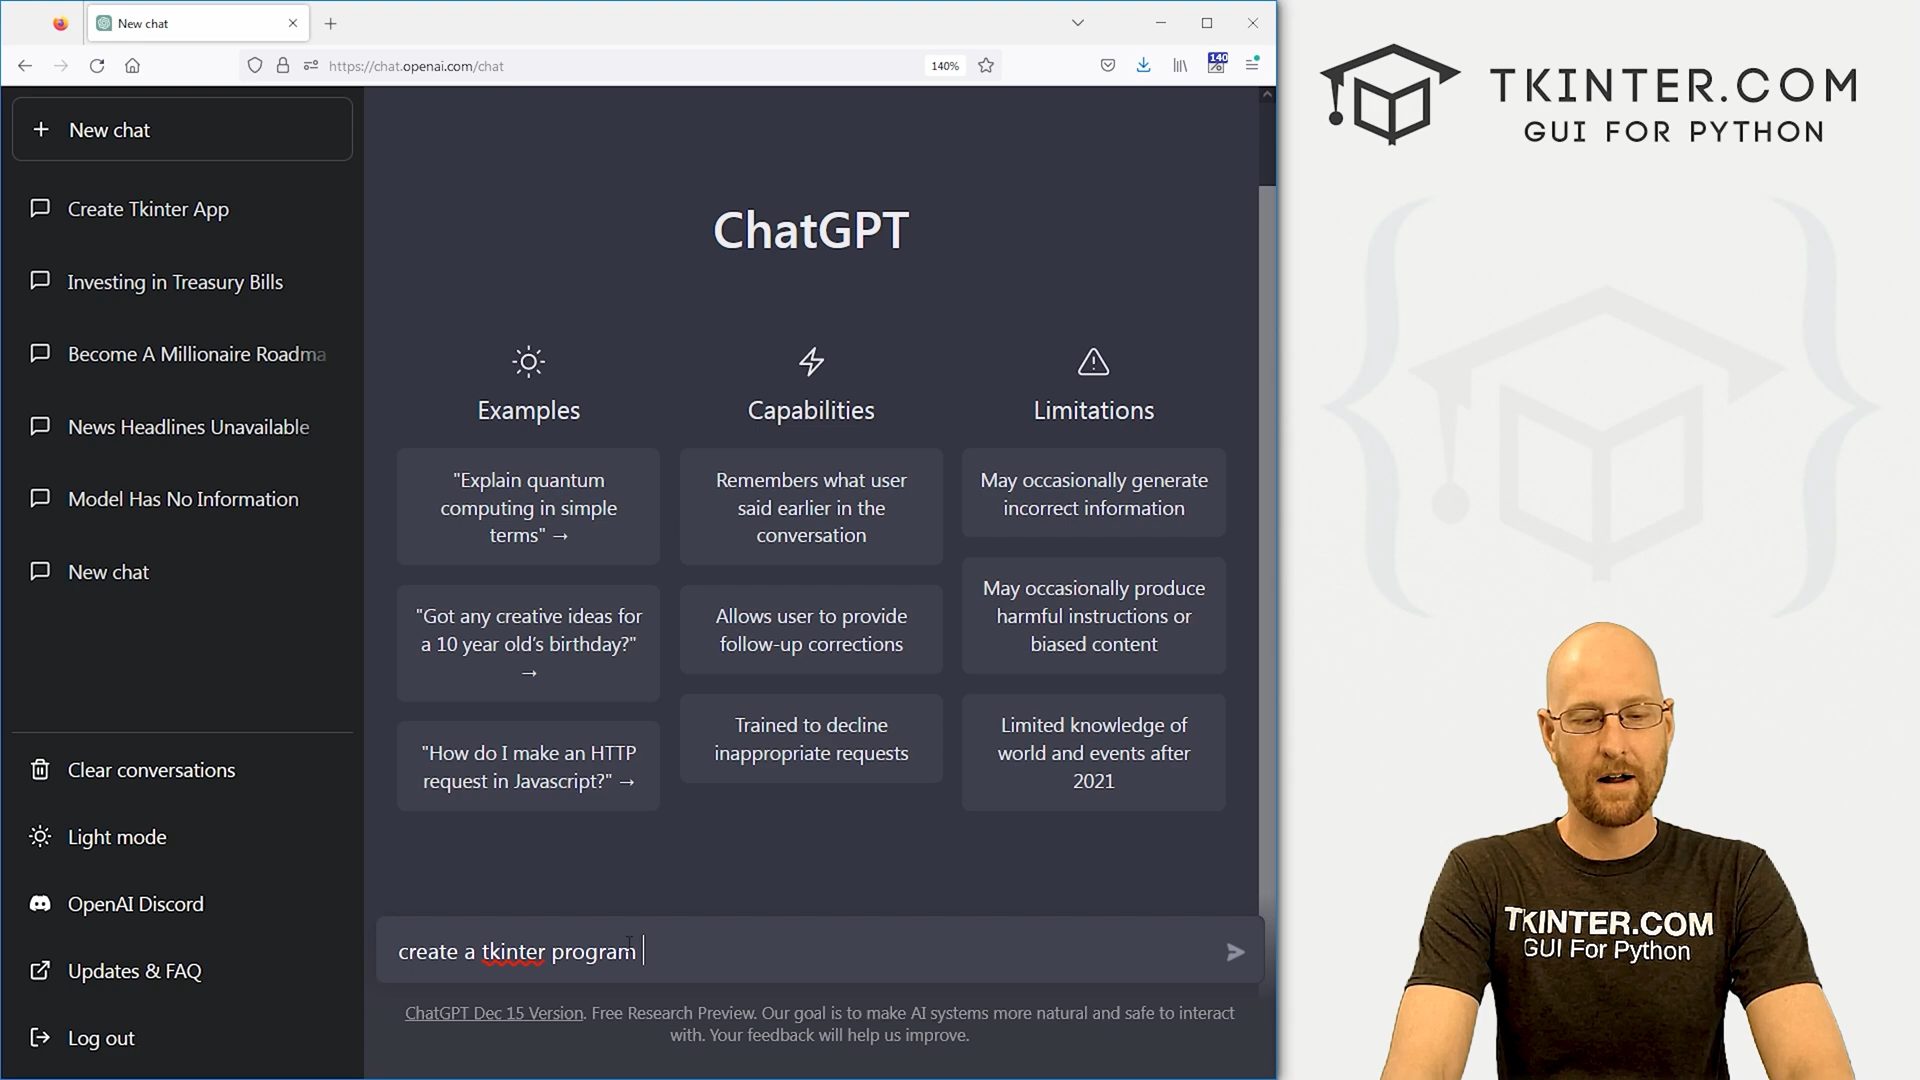 New chat
https://chat.openai.com/chat
140%
140
New chat
Create Tkinter App
Investing in Treasury Bills
Become A Millionaire Roadma
News Headlines Unavailable
Model Has No Information
New chat
Clear conversations
Light mode
OpenAI Discord
Updates & FAQ
Log out
ChatGPT
Examples
"Explain quantum
computing in simple
terms" →
"Got any creative ideas for
a 10 year old's birthday?"
→
"How do I make an HTTP
request in Javascript?" →
Capabilities
Remembers what user
said earlier in the
conversation
Allows user to provide
follow-up corrections
Trained to decline
inappropriate requests
Limitations
May occasionally generate
incorrect information
May occasionally produce
harmful instructions or
biased content
Limited knowledge of
world and events after
2021
create a tkinter program
ChatGPT Dec 15 Version. Free Research Preview. Our goal is to make AI systems more natural and safe to interact
with. Your feedback will help us improve.
TKINTER.COM
GUI FOR PYTHON
TKINTER.COM
GUI For Python